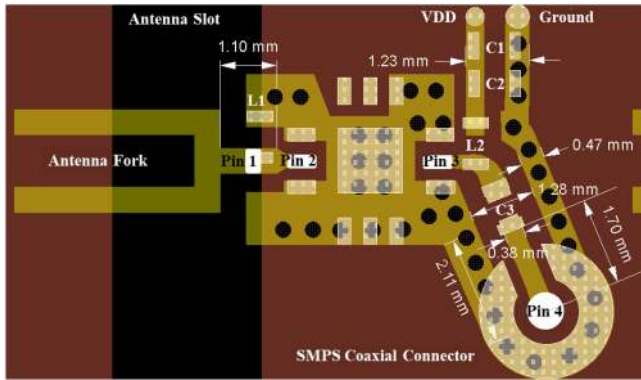 Antenna Slot
VDD
Ground
1.10 mm
C1
1.23 mm
C2
L1
L2
0.47 mm
Antenna Fork
Pin 1
Pin 2
Pin 3
1.28 mm
C3
1.70 mm
0.38 mm
2.11 mm
Pin 4
SMPS Coaxial Connector